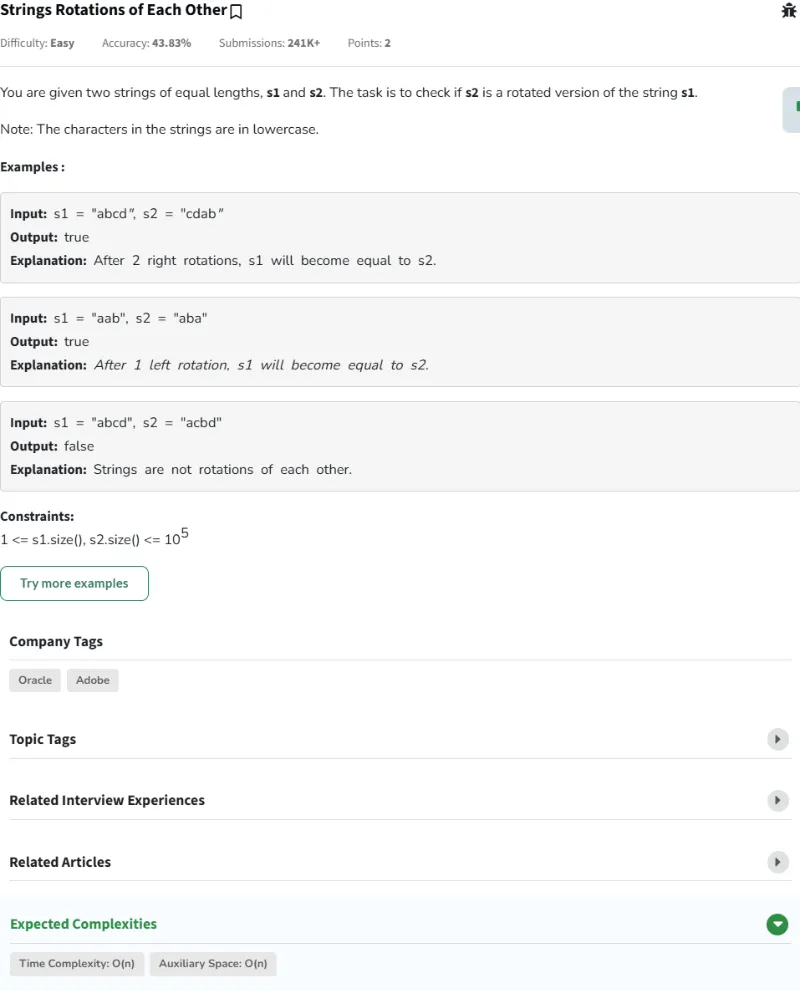 Strings Rotations of Each Other
Difficulty: Easy Accuracy: 43.83% Submissions: 241K+ Points: 2
You are given two strings of equal lengths, s1 and s2. The task is to check if s2 is a rotated version of the string s1.
Note: The characters in the strings are in lowercase.
Examples :
Input: s1 = "abcd", s2 = "cdab"
Output: true
Explanation: After 2 right rotations, s1 will become equal to s2.
Input: s1 = "aab", s2 = "aba"
Output: true
Explanation: After 1 left rotation, s1 will become equal to s2.
Input: s1 = "abcd", s2 = "acbd"
Output: false
Explanation: Strings are not rotations of each other.
Constraints:
1 <= s1.size(), s2.size() <= 10⁵
Try more examples
Company Tags
Oracle Adobe
Topic Tags
Related Interview Experiences
Related Articles
Expected Complexities
Time Complexity: O(n) Auxiliary Space: O(n)